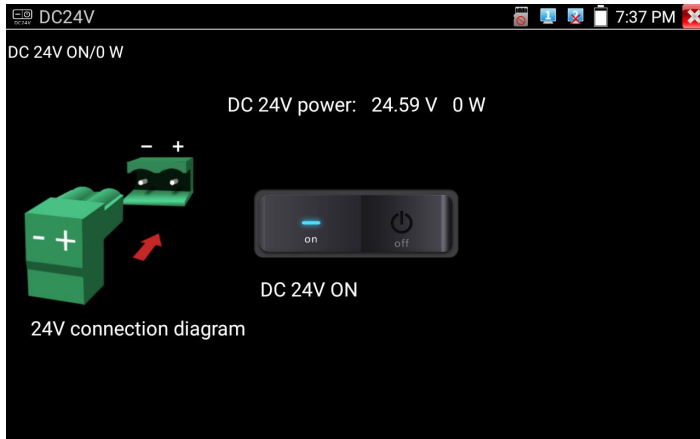 DC24V DC24V 7:37 PM
DC 24V ON/0 W
DC 24V power: 24.59 V 0 W
- +
- +
on off
DC 24V ON
24V connection diagram